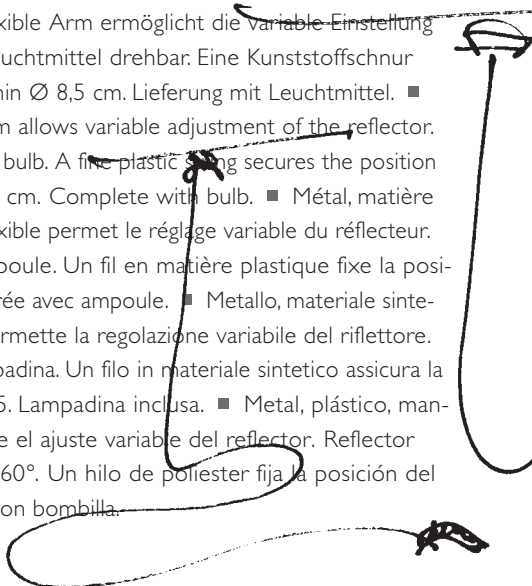 xible Arm ermöglicht die variable Einstellung
uchtmittel drehbar. Eine Kunststoffschnur
in Ø 8,5 cm. Lieferung mit Leuchtmittel. ■
m allows variable adjustment of the reflector.
bulb. A fine plastic string secures the position
cm. Complete with bulb. ■ Métal, matière
xible permet le réglage variable du réflecteur.
poule. Un fil en matière plastique fixe la posi-
rée avec ampoule. ■ Metallo, materiale sinte-
rmette la regolazione variabile del riflettore.
padina. Un filo in materiale sintetico assicura la
5. Lampadina inclusa. ■ Metal, plástico, man-
e el ajuste variable del reflector. Reflector
60°. Un hilo de poliester fija la posición del
on bombilla.